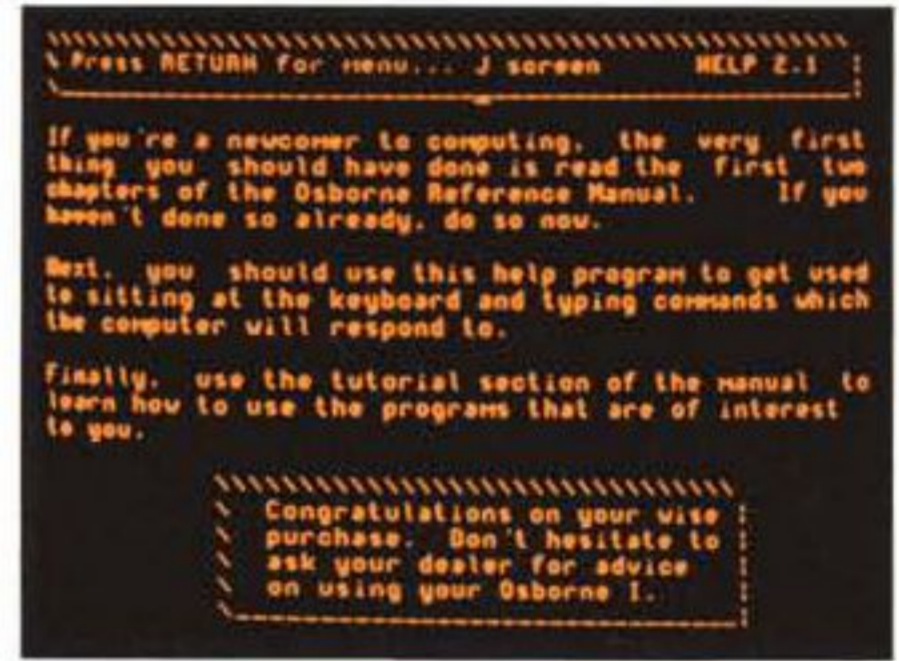 Press RETURN for menu... J screen HELP 2.1
If you're a newcomer to computing, the very first
thing you should have done is read the first two
chapters of the Osborne Reference Manual. If you
haven't done so already, do so now.
Next, you should use this help program to get used
to sitting at the keyboard and typing commands which
the computer will respond to.
Finally, use the tutorial section of the manual to
learn how to use the programs that are of interest
to you.
Congratulations on your wise
purchase. Don't hesitate to
ask your dealer for advice
on using your Osborne I.